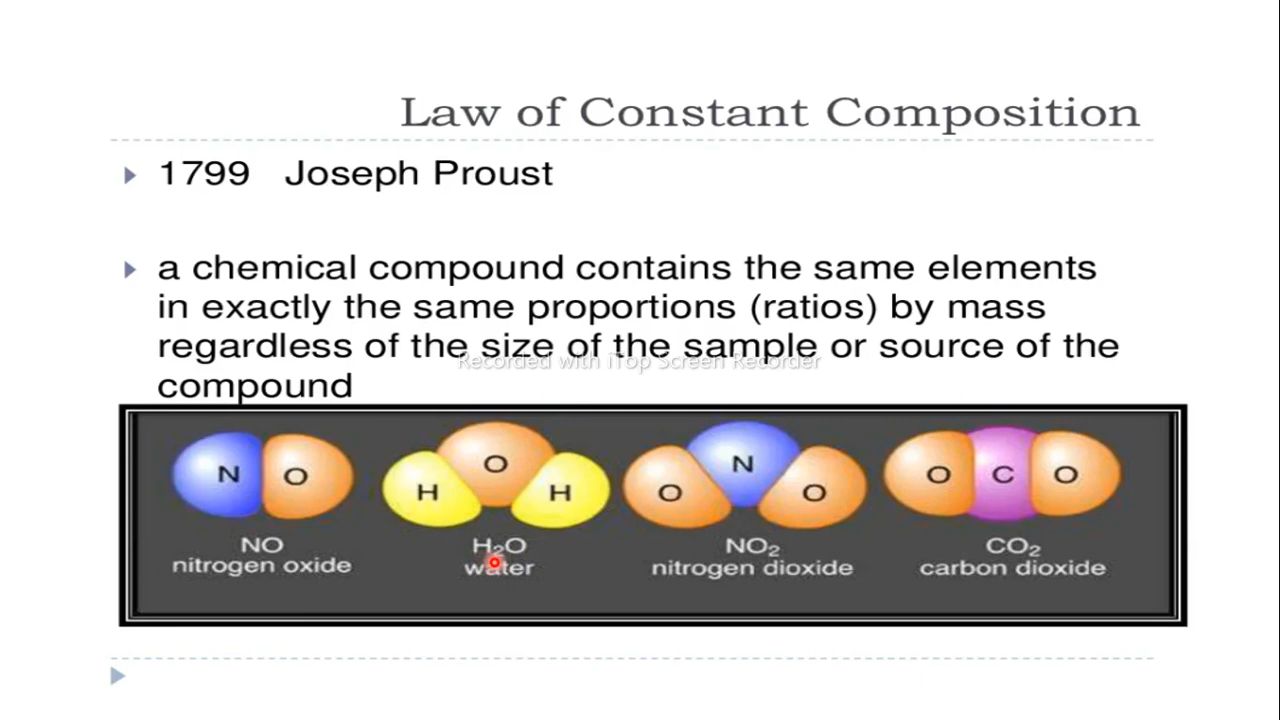 Law of Constant Composition
1799 Joseph Proust
a chemical compound contains the same elements
in exactly the same proportions (ratios) by mass
regardless of the size of the sample or source of the
Recorded with iTop Screen Recorder
compound
N O
H O H
O N O
O C O
NO
nitrogen oxide
H₂O
water
NO₂
nitrogen dioxide
CO₂
carbon dioxide